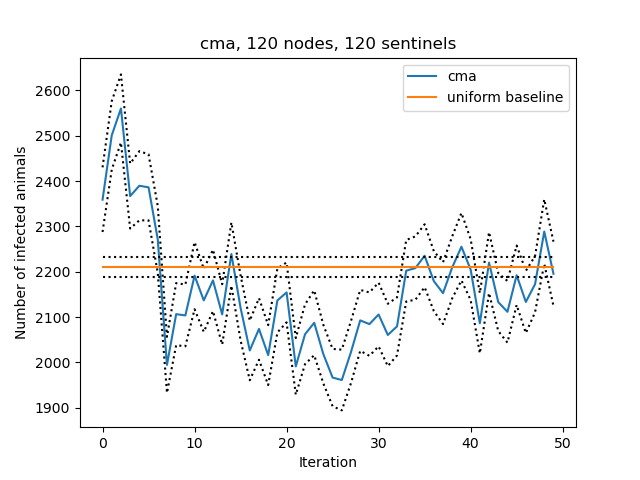 cma, 120 nodes, 120 sentinels
cma
uniform baseline
Number of infected animals
2600
2500
2400
2300
2200
2100
2000
1900
0 10 20 30 40 50
Iteration